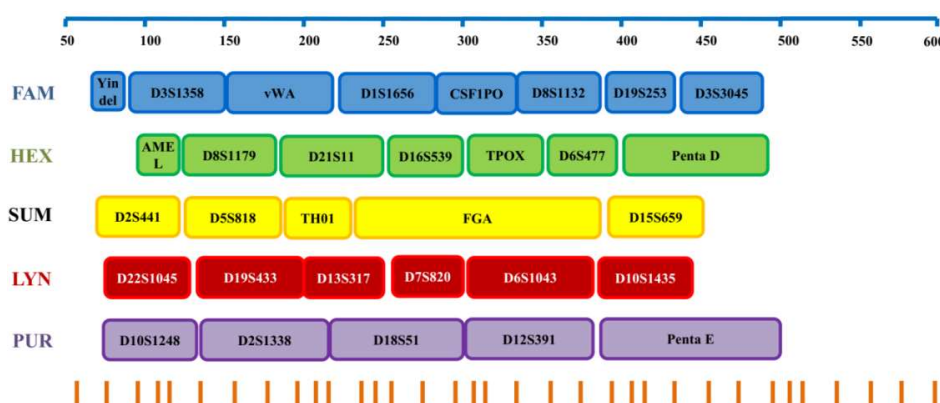 50 100 150 200 250 300 350 400 450 500 550 600
FAM Yin del D3S1358 vWA D1S1656 CSF1PO D8S1132 D19S253 D3S3045
HEX AME L D8S1179 D21S11 D16S539 TPOX D6S477 Penta D
SUM D2S441 D5S818 TH01 FGA D15S659
LYN D22S1045 D19S433 D13S317 D7S820 D6S1043 D10S1435
PUR D10S1248 D2S1338 D18S51 D12S391 Penta E